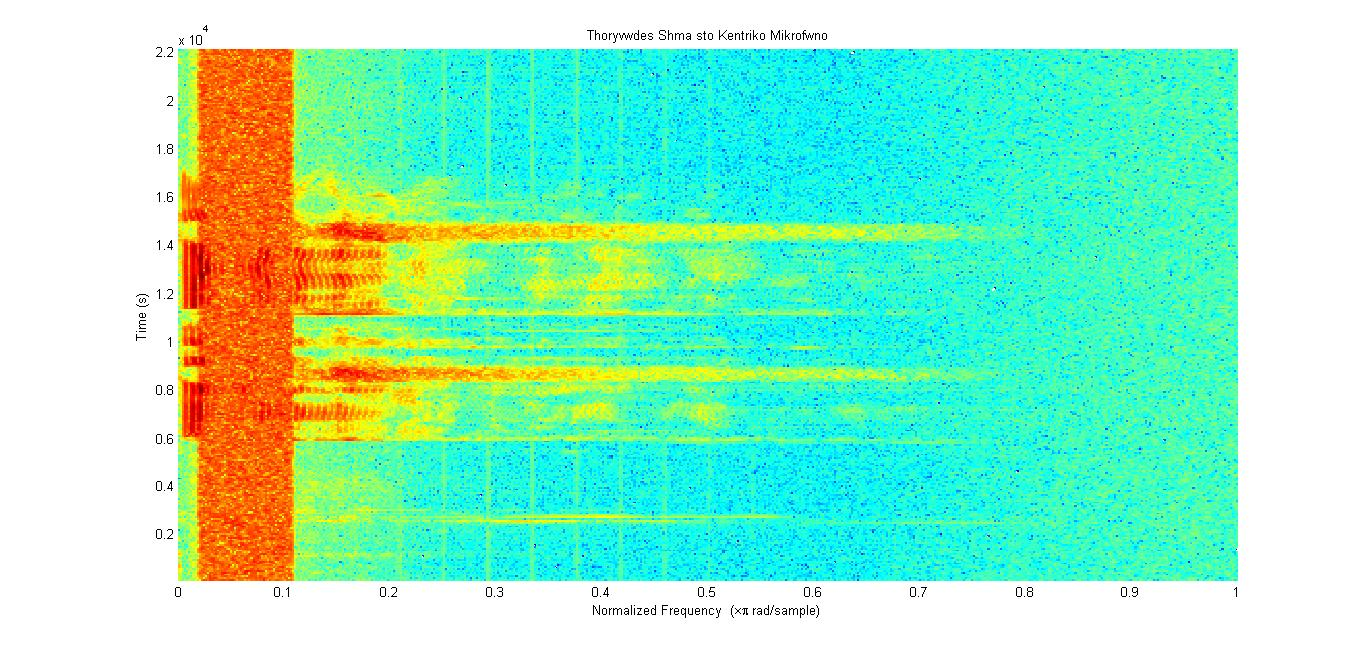 Thorywdes Shma sto Kentriko Mikrofwno
x 10^4
2.2
2
1.8
1.6
1.4
1.2
1
0.8
0.6
0.4
0.2
Time (s)
0 0.1 0.2 0.3 0.4 0.5 0.6 0.7 0.8 0.9 1
Normalized Frequency (×π rad/sample)